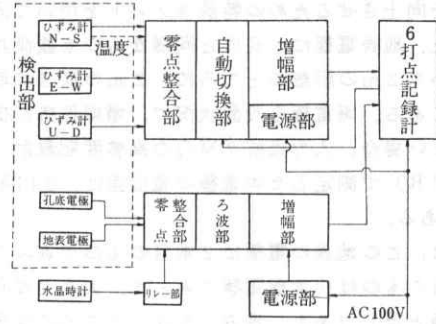 ひずみ計
N-S
温度
ひずみ計
E-W
ひずみ計
U-D
検出部
零点整合部
自動切換部
増幅部
電源部
6打点記録計
孔底電極
地表電極
零点整合部
ろ波部
増幅部
水晶時計
リレー部
電源部
AC100V